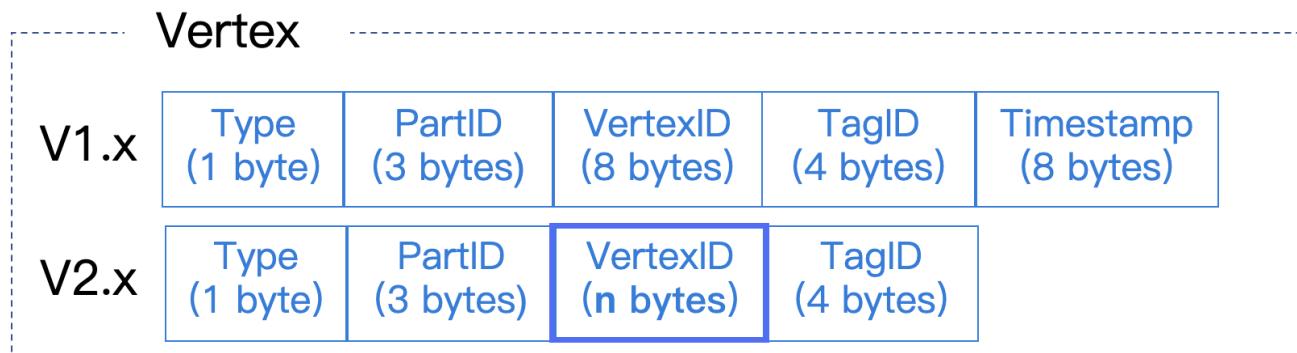 Vertex
V1.x
Type
(1 byte)
PartID
(3 bytes)
VertexID
(8 bytes)
TagID
(4 bytes)
Timestamp
(8 bytes)
V2.x
Type
(1 byte)
PartID
(3 bytes)
VertexID
(n bytes)
TagID
(4 bytes)